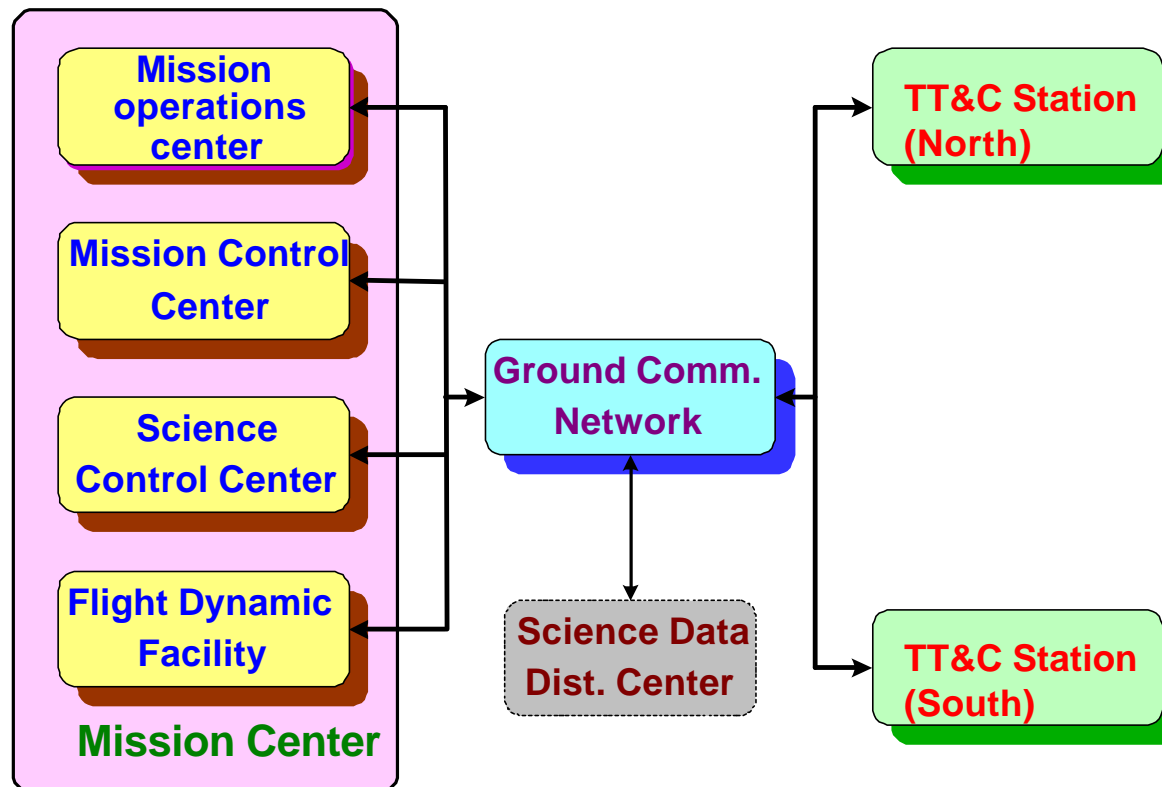 Mission
operations
center
Mission Control
Center
Science
Control Center
Flight Dynamic
Facility
Mission Center
Ground Comm.
Network
Science Data
Dist. Center
TT&C Station
(North)
TT&C Station
(South)